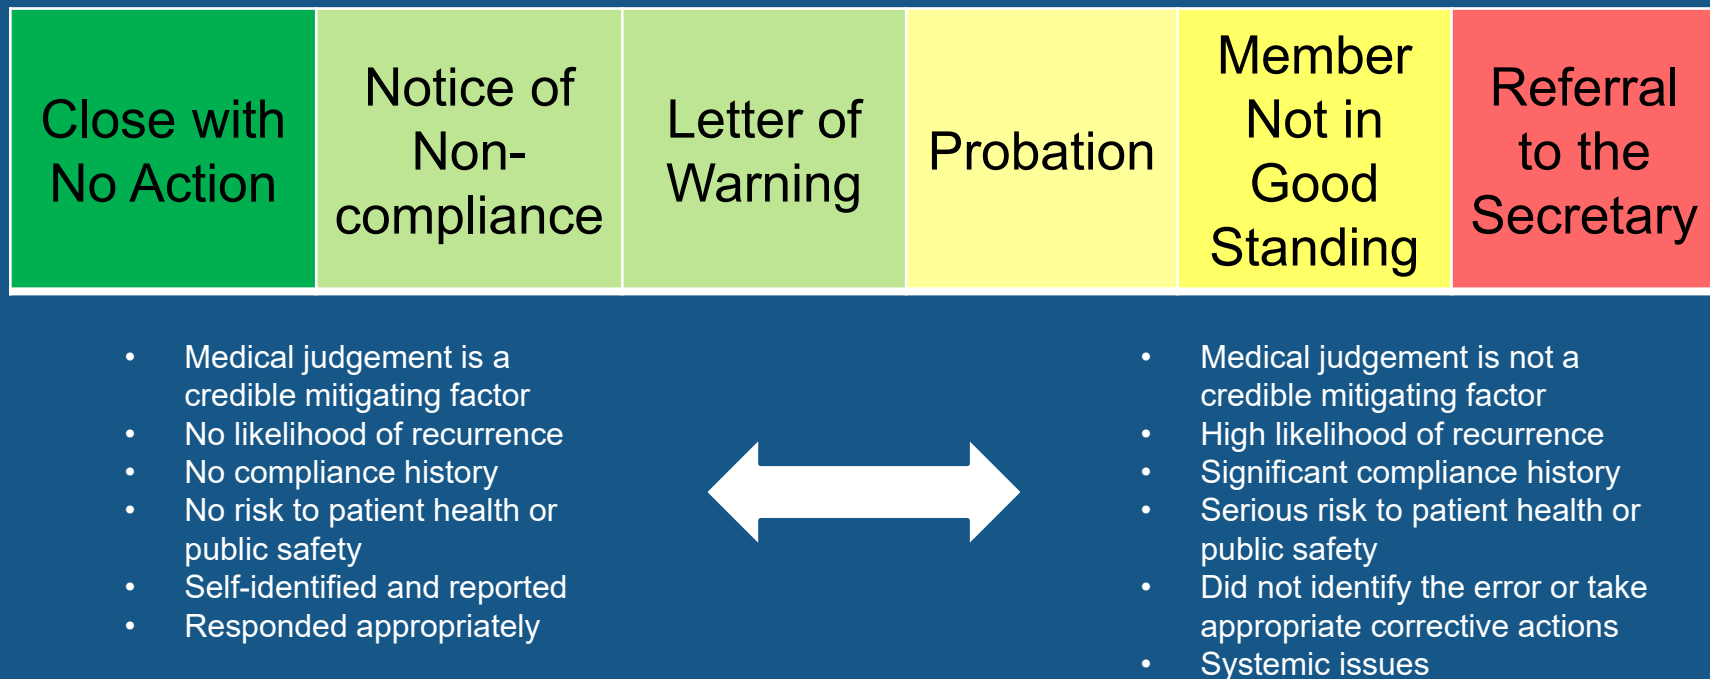 Close with
No Action
Notice of
Non-
compliance
Letter of
Warning
Probation
Member
Not in
Good
Standing
Referral
to the
Secretary
• Medical judgement is a
credible mitigating factor
• No likelihood of recurrence
• No compliance history
• No risk to patient health or
public safety
• Self-identified and reported
• Responded appropriately
• Medical judgement is not a
credible mitigating factor
• High likelihood of recurrence
• Significant compliance history
• Serious risk to patient health or
public safety
• Did not identify the error or take
appropriate corrective actions
• Systemic issues